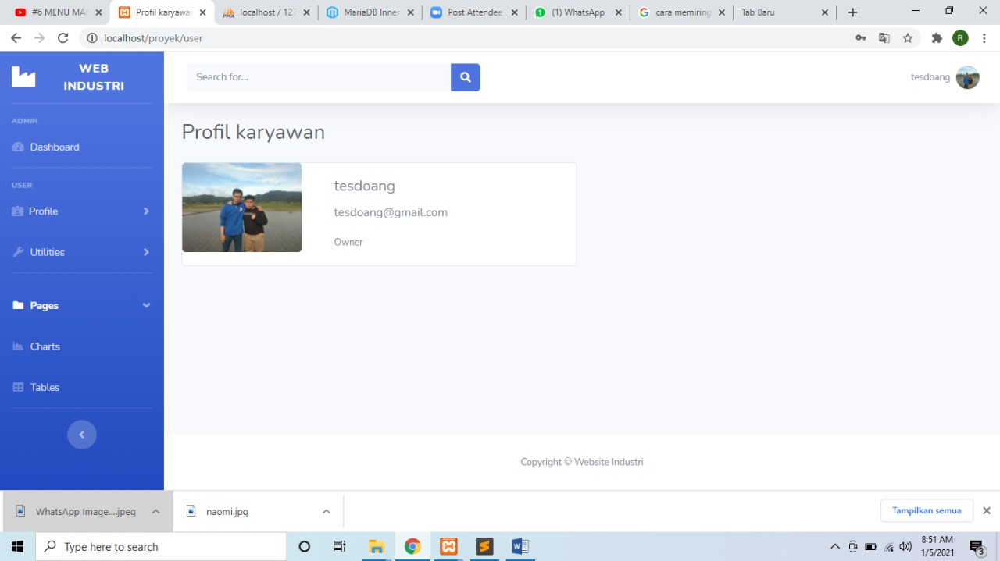 #6 MENU MA
Profil karyawan
localhost / 127
MariaDB Inner
Post Attendee
(1) WhatsApp
cara memiring
Tab Baru
localhost/proyek/user
R
WEB
INDUSTRI
Search for...
tesdoang
ADMIN
Dashboard
USER
Profile
Utilities
Pages
Charts
Tables
Profil karyawan
tesdoang
tesdoang@gmail.com
Owner
Copyright © Website Industri
WhatsApp Image....jpeg
naomi.jpg
Tampilkan semua
Type here to search
8:51 AM
1/5/2021
3